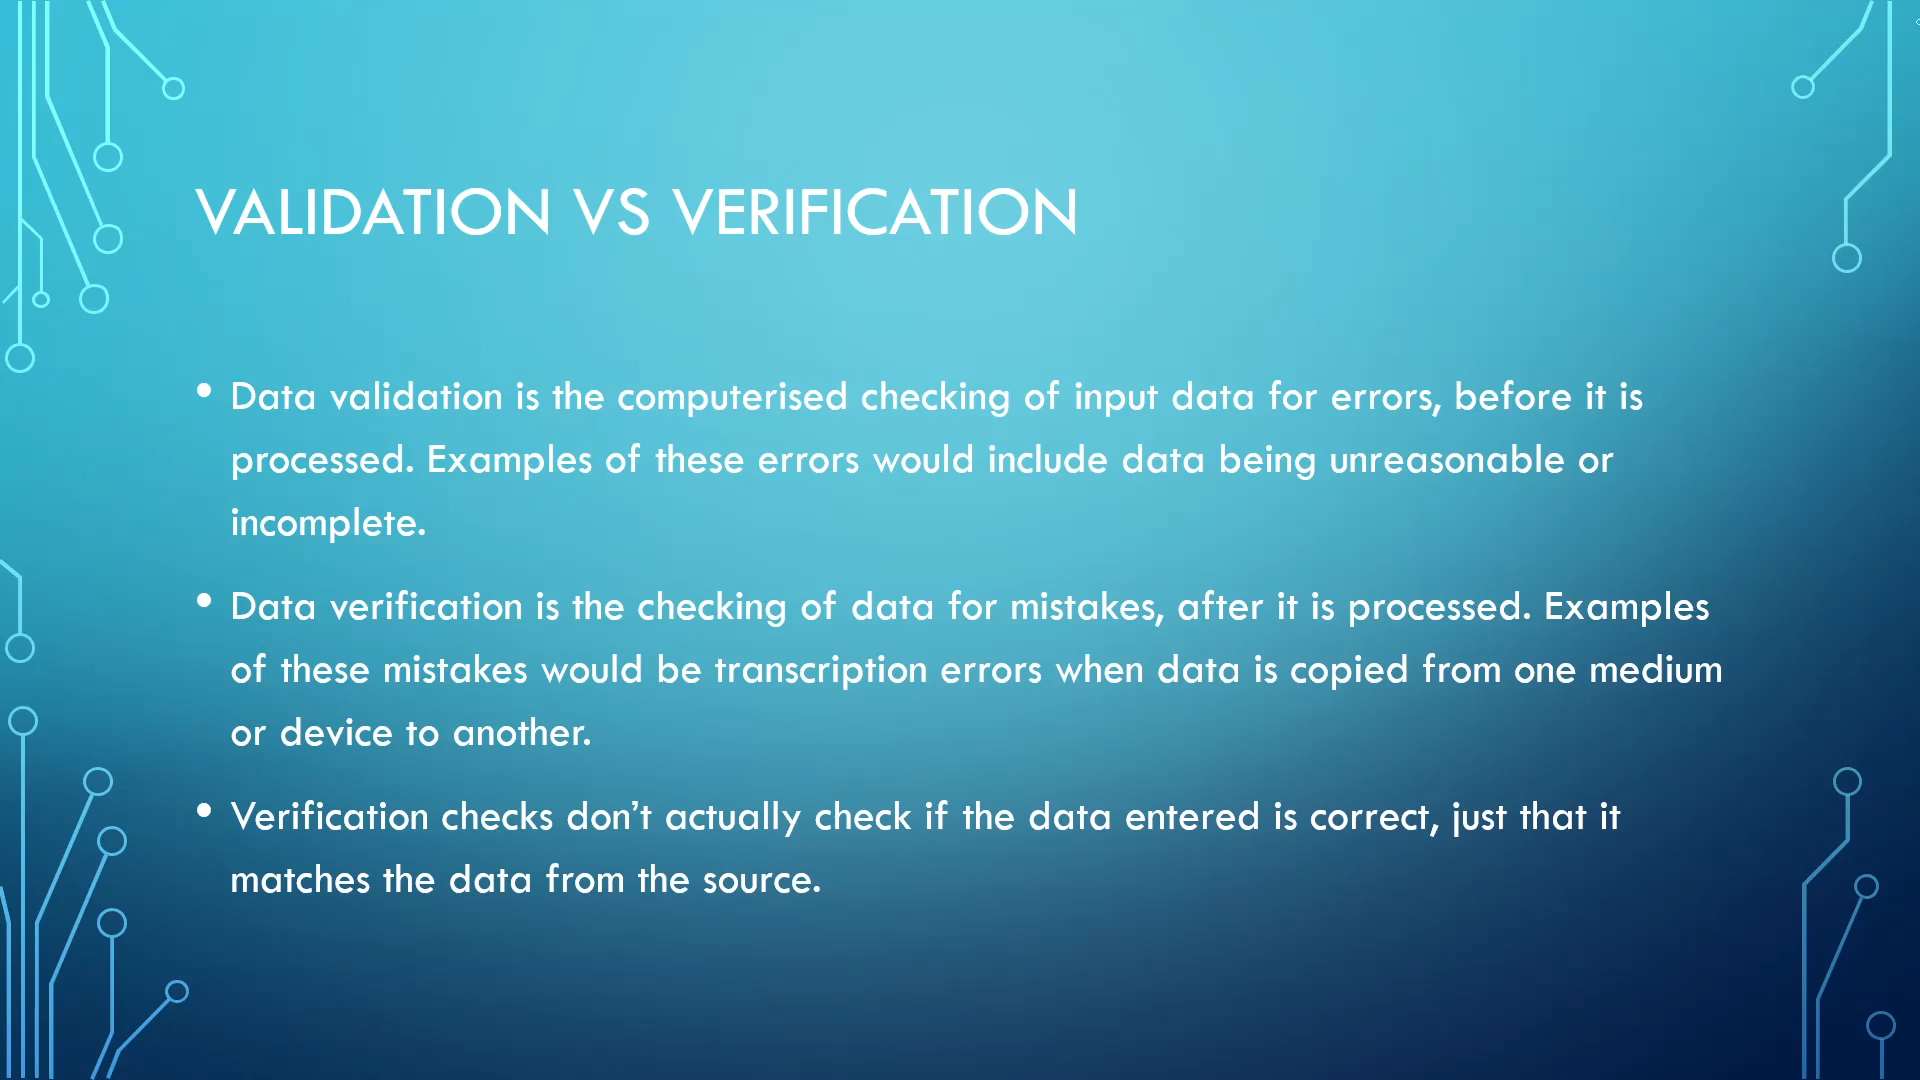 VALIDATION VS VERIFICATION
• Data validation is the computerised checking of input data for errors, before it is
processed. Examples of these errors would include data being unreasonable or
incomplete.
• Data verification is the checking of data for mistakes, after it is processed. Examples
of these mistakes would be transcription errors when data is copied from one medium
or device to another.
• Verification checks don’t actually check if the data entered is correct, just that it
matches the data from the source.